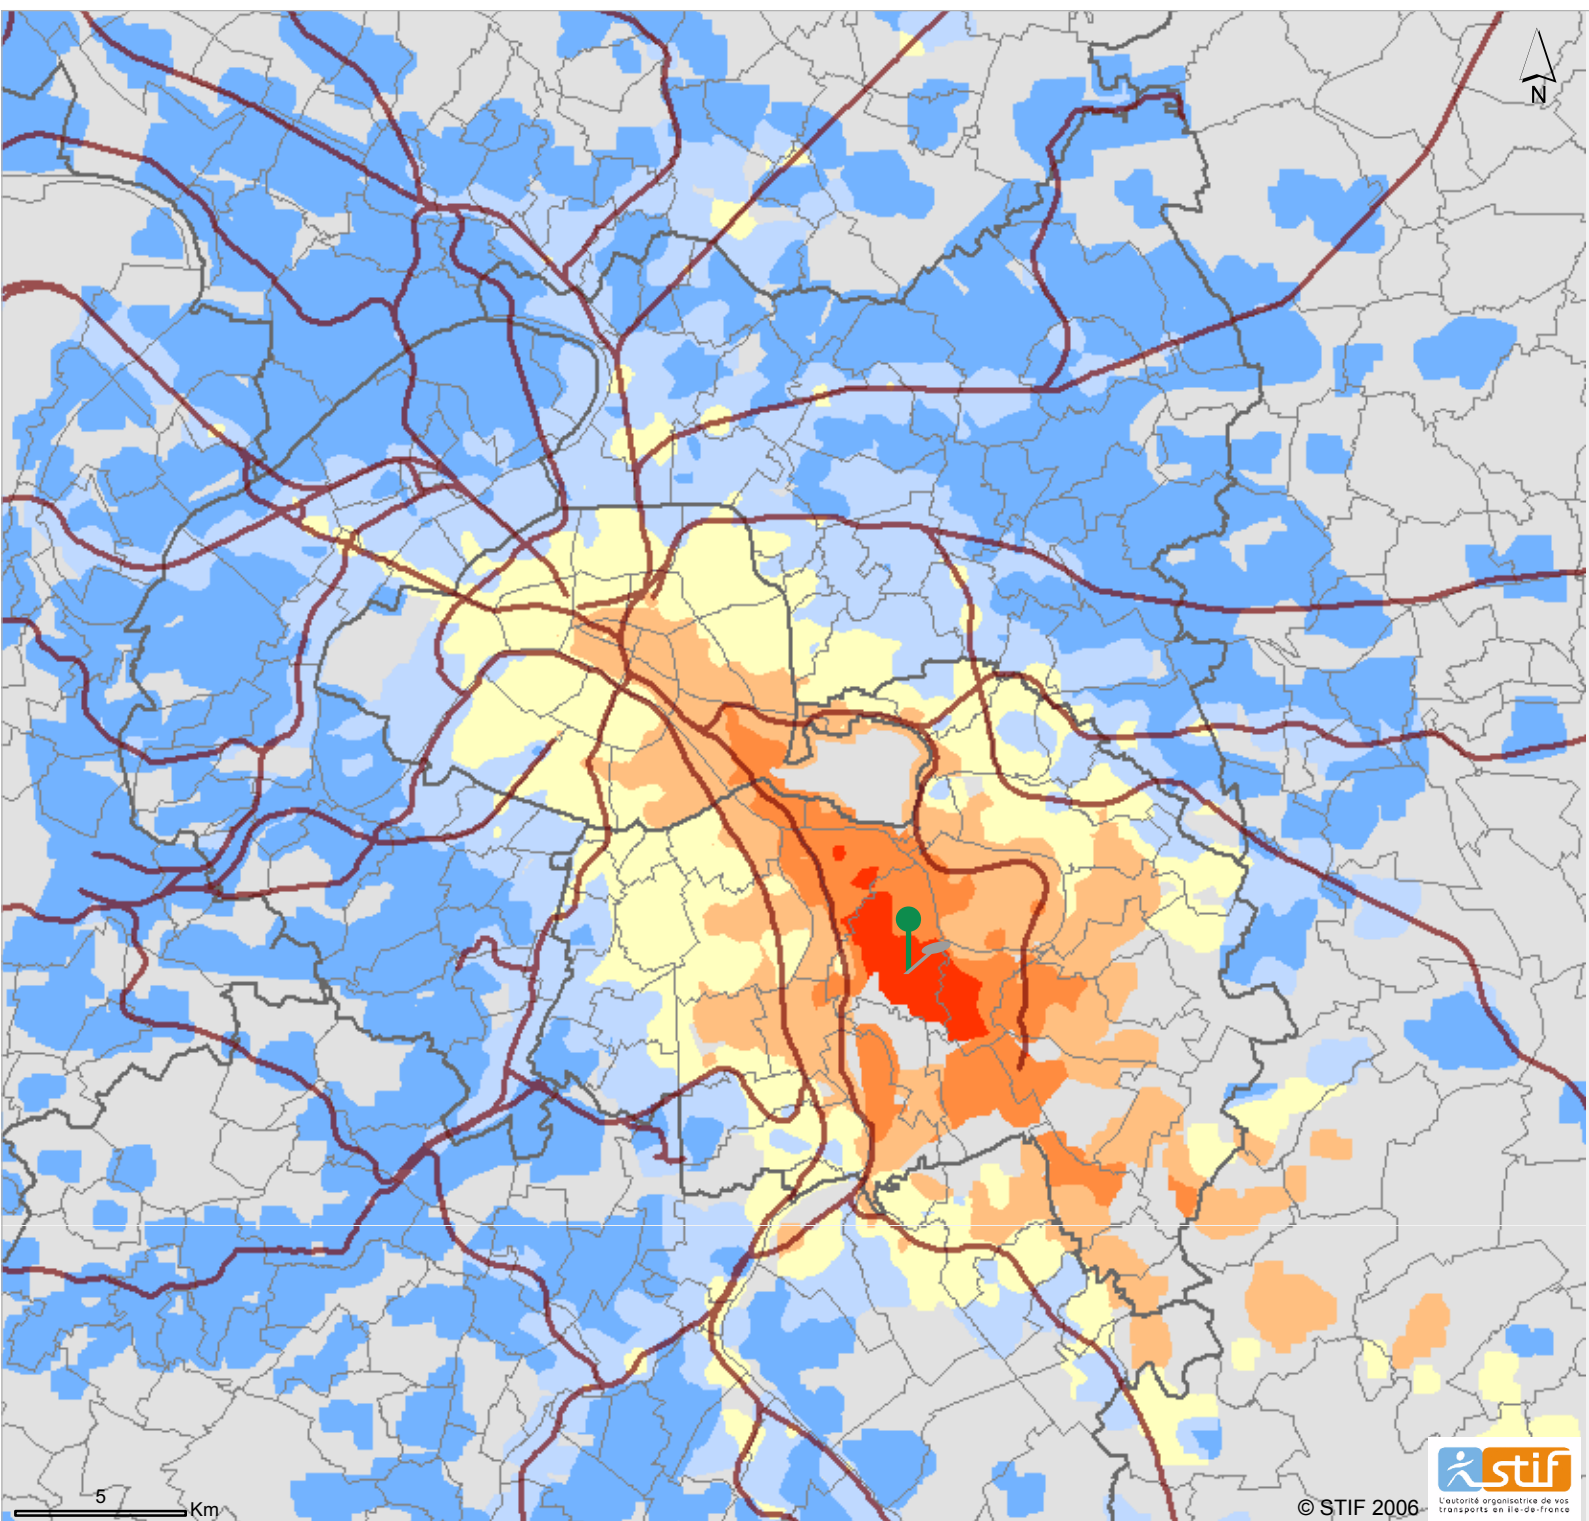 N
5
Km
© STIF 2006
stif
L'autorité organisatrice de vos
transports en île-de-france